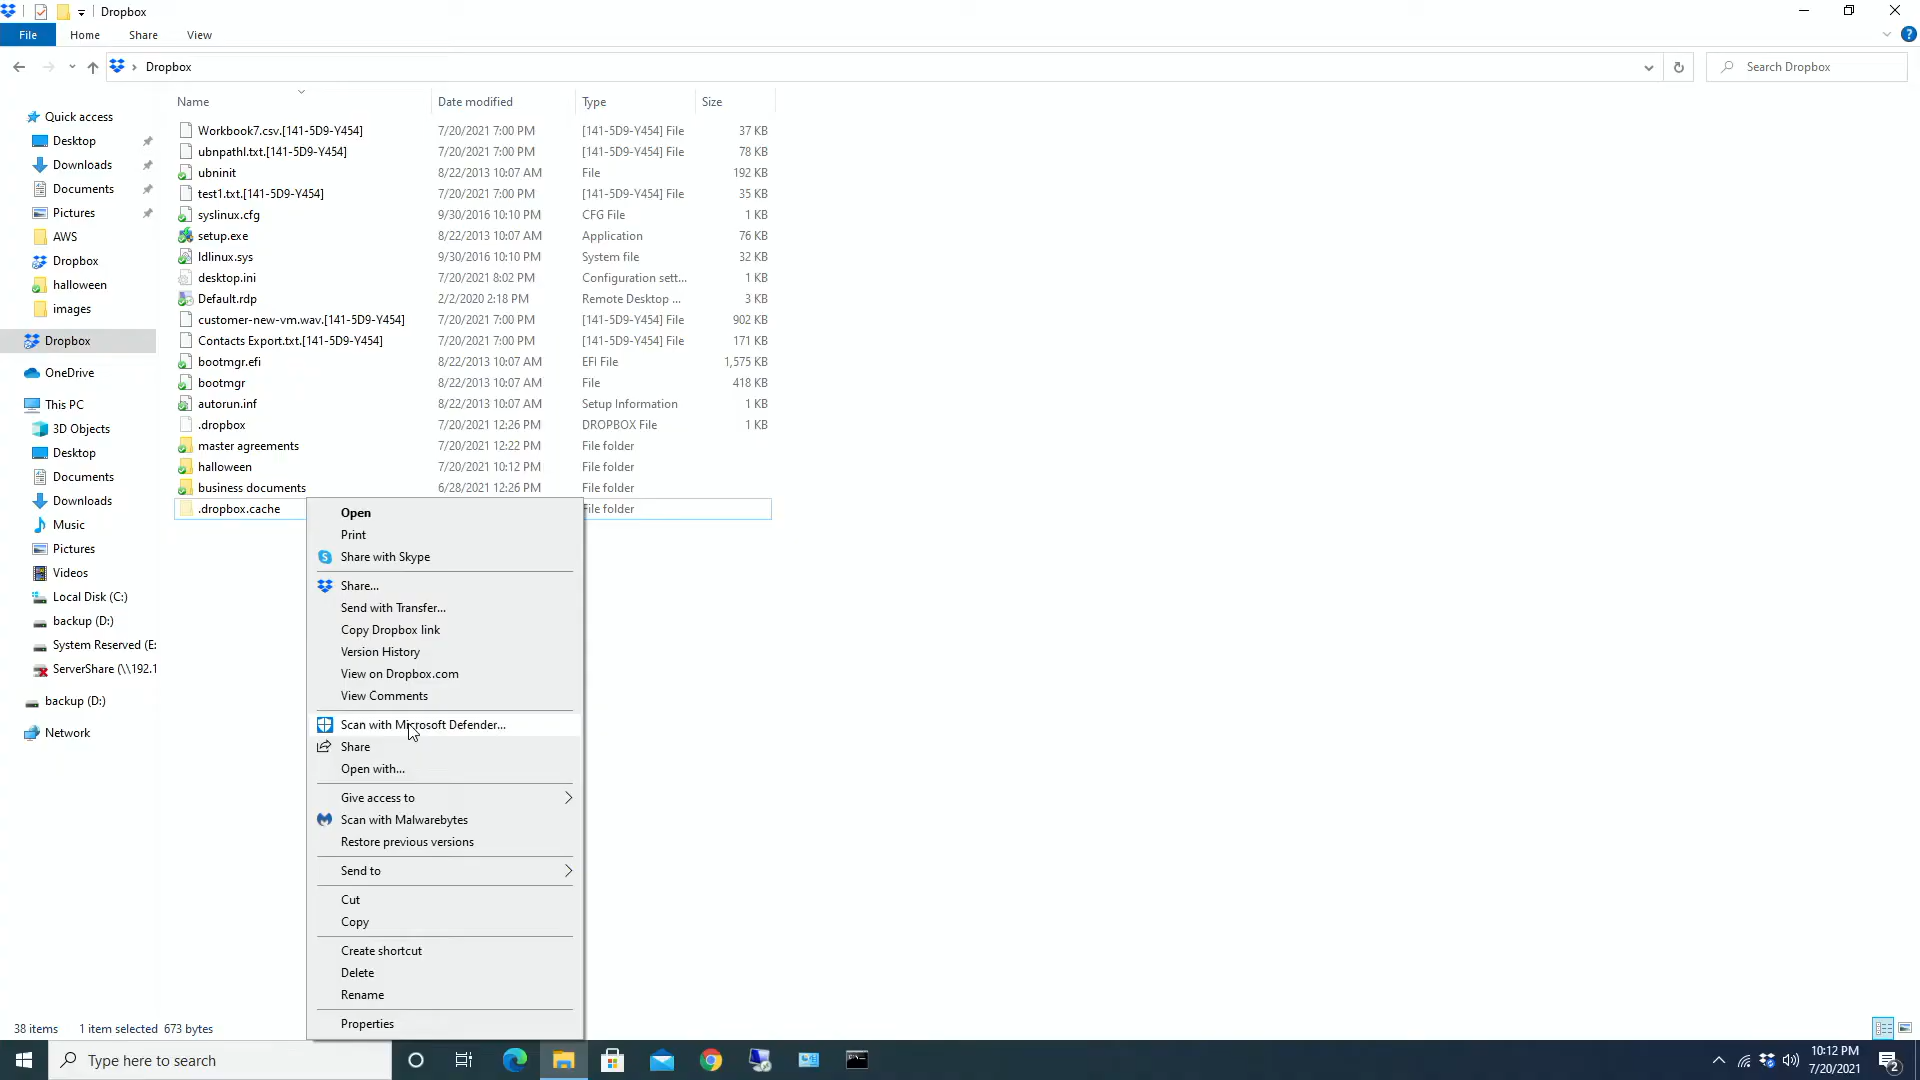 Dropbox
File Home Share View
Dropbox
Search Dropbox
Name Date modified Type Size
Quick access
Desktop
Downloads
Documents
Pictures
AWS
Dropbox
halloween
images
Dropbox
OneDrive
This PC
3D Objects
Desktop
Documents
Downloads
Music
Pictures
Videos
Local Disk (C:)
backup (D:)
System Reserved (E:
ServerShare (\\192.1
backup (D:)
Network
Workbook7.csv.[141-5D9-Y454] 7/20/2021 7:00 PM [141-5D9-Y454] File 37 KB
ubnpathl.txt.[141-5D9-Y454] 7/20/2021 7:00 PM [141-5D9-Y454] File 78 KB
ubninit 8/22/2013 10:07 AM File 192 KB
test1.txt.[141-5D9-Y454] 7/20/2021 7:00 PM [141-5D9-Y454] File 35 KB
syslinux.cfg 9/30/2016 10:10 PM CFG File 1 KB
setup.exe 8/22/2013 10:07 AM Application 76 KB
ldlinux.sys 9/30/2016 10:10 PM System file 32 KB
desktop.ini 7/20/2021 8:02 PM Configuration sett... 1 KB
Default.rdp 2/2/2020 2:18 PM Remote Desktop ... 3 KB
customer-new-vm.wav.[141-5D9-Y454] 7/20/2021 7:00 PM [141-5D9-Y454] File 902 KB
Contacts Export.txt.[141-5D9-Y454] 7/20/2021 7:00 PM [141-5D9-Y454] File 171 KB
bootmgr.efi 8/22/2013 10:07 AM EFI File 1,575 KB
bootmgr 8/22/2013 10:07 AM File 418 KB
autorun.inf 8/22/2013 10:07 AM Setup Information 1 KB
.dropbox 7/20/2021 12:26 PM DROPBOX File 1 KB
master agreements 7/20/2021 12:22 PM File folder
halloween 7/20/2021 10:12 PM File folder
business documents 6/28/2021 12:26 PM File folder
.dropbox.cache File folder
Open
Print
Share with Skype
Share...
Send with Transfer...
Copy Dropbox link
Version History
View on Dropbox.com
View Comments
Scan with Microsoft Defender...
Share
Open with...
Give access to
Scan with Malwarebytes
Restore previous versions
Send to
Cut
Copy
Create shortcut
Delete
Rename
Properties
38 items 1 item selected 673 bytes
Type here to search
10:12 PM
7/20/2021
2